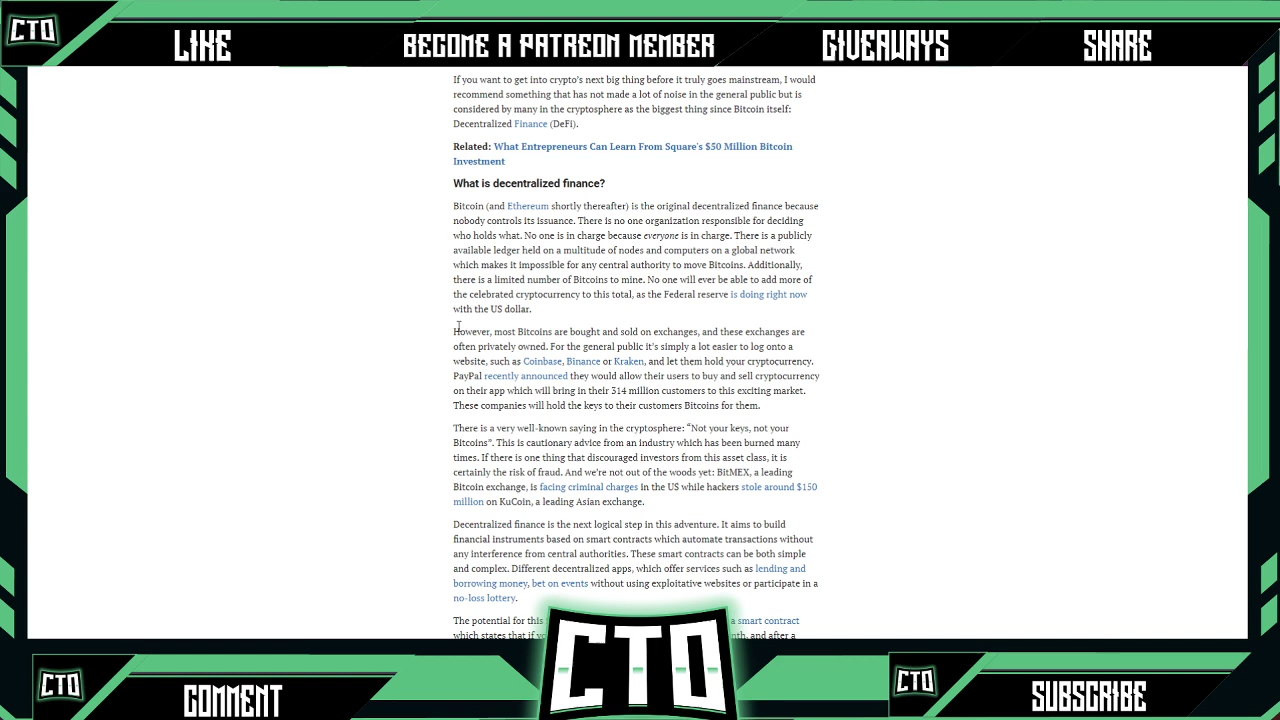 CTO
LIKE
BECOME A PATREON MEMBER
GIVEAWAYS
SHARE
If you want to get into crypto's next big thing before it truly goes mainstream, I would
recommend something that has not made a lot of noise in the general public but is
considered by many in the cryptosphere as the biggest thing since Bitcoin itself:
Decentralized Finance (DeFi).
Related: What Entrepreneurs Can Learn From Square's $50 Million Bitcoin
Investment
What is decentralized finance?
Bitcoin (and Ethereum shortly thereafter) is the original decentralized finance because
nobody controls its issuance. There is no one organization responsible for deciding
who holds what. No one is in charge because everyone is in charge. There is a publicly
available ledger held on a multitude of nodes and computers on a global network
which makes it impossible for any central authority to move Bitcoins. Additionally,
there is a limited number of Bitcoins to mine. No one will ever be able to add more of
the celebrated cryptocurrency to this total, as the Federal reserve is doing right now
with the US dollar.
However, most Bitcoins are bought and sold on exchanges, and these exchanges are
often privately owned. For the general public it's simply a lot easier to log onto a
website, such as Coinbase, Binance or Kraken, and let them hold your cryptocurrency.
PayPal recently announced they would allow their users to buy and sell cryptocurrency
on their app which will bring in their 314 million customers to this exciting market.
These companies will hold the keys to their customers Bitcoins for them.
There is a very well-known saying in the cryptosphere: “Not your keys, not your
Bitcoins”. This is cautionary advice from an industry which has been burned many
times. If there is one thing that discouraged investors from this asset class, it is
certainly the risk of fraud. And we're not out of the woods yet: BitMEX, a leading
Bitcoin exchange, is facing criminal charges in the US while hackers stole around $150
million on KuCoin, a leading Asian exchange.
Decentralized finance is the next logical step in this adventure. It aims to build
financial instruments based on smart contracts which automate transactions without
any interference from central authorities. These smart contracts can be both simple
and complex. Different decentralized apps, which offer services such as lending and
borrowing money, bet on events without using exploitative websites or participate in a
no-loss lottery.
The potential for this a smart contract
which states that if and after a
CTO
COMMENT
CTO
CTO
SUBSCRIBE